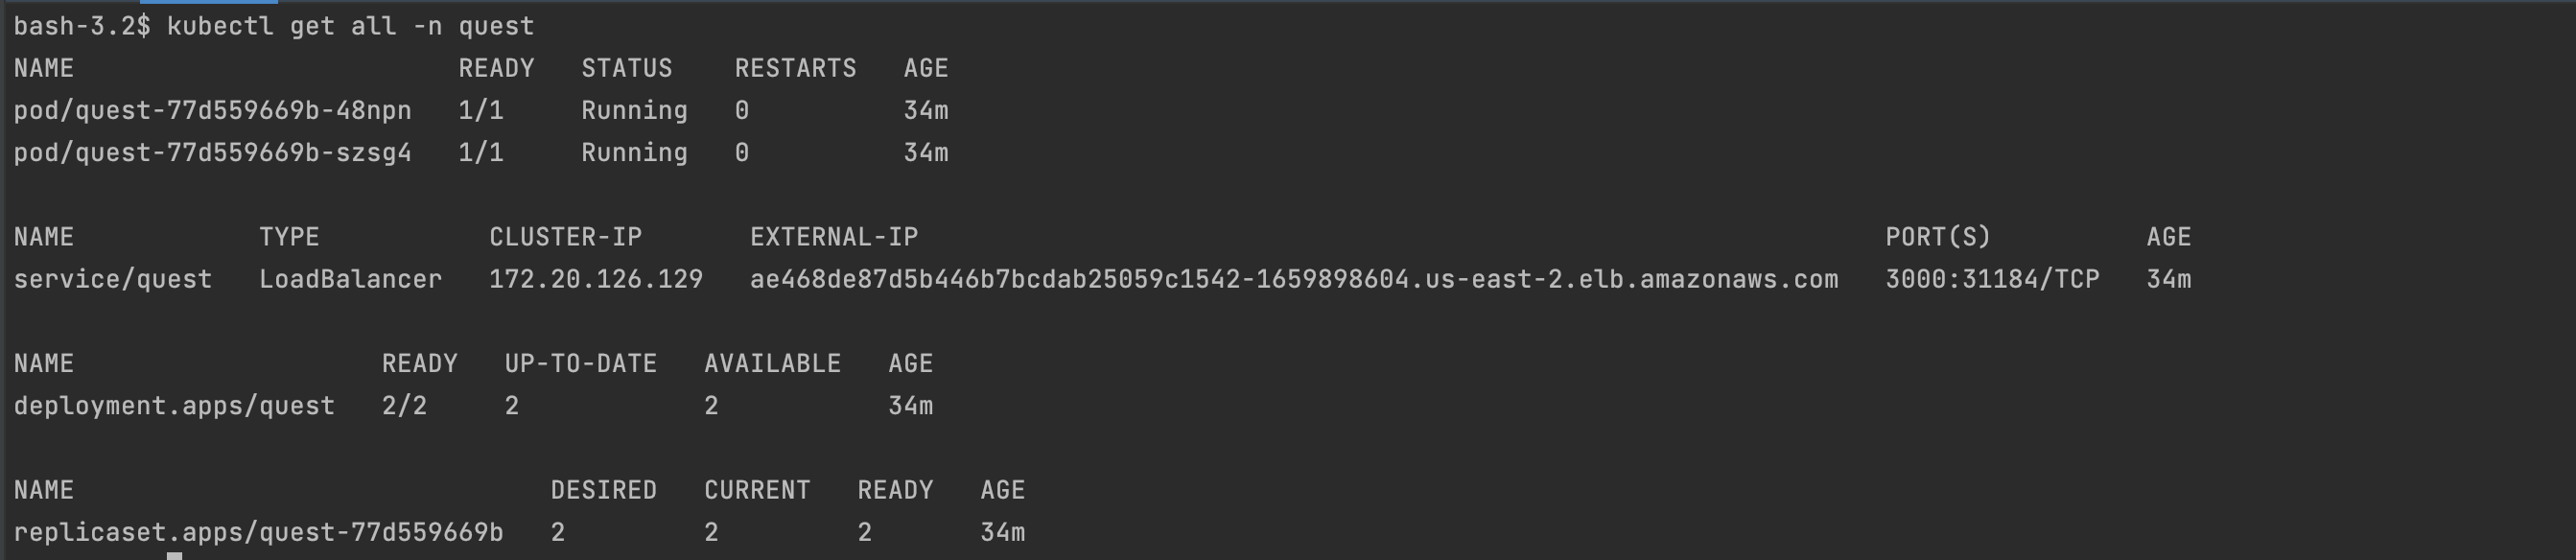 bash-3.2$ kubectl get all -n quest
NAME                         READY   STATUS    RESTARTS   AGE
pod/quest-77d559669b-48npn   1/1     Running   0          34m
pod/quest-77d559669b-szsg4   1/1     Running   0          34m

NAME            TYPE           CLUSTER-IP       EXTERNAL-IP                                                               PORT(S)          AGE
service/quest   LoadBalancer   172.20.126.129   ae468de87d5b446b7bcdab25059c1542-1659898604.us-east-2.elb.amazonaws.com   3000:31184/TCP   34m

NAME                    READY   UP-TO-DATE   AVAILABLE   AGE
deployment.apps/quest   2/2     2            2           34m

NAME                               DESIRED   CURRENT   READY   AGE
replicaset.apps/quest-77d559669b   2         2         2       34m